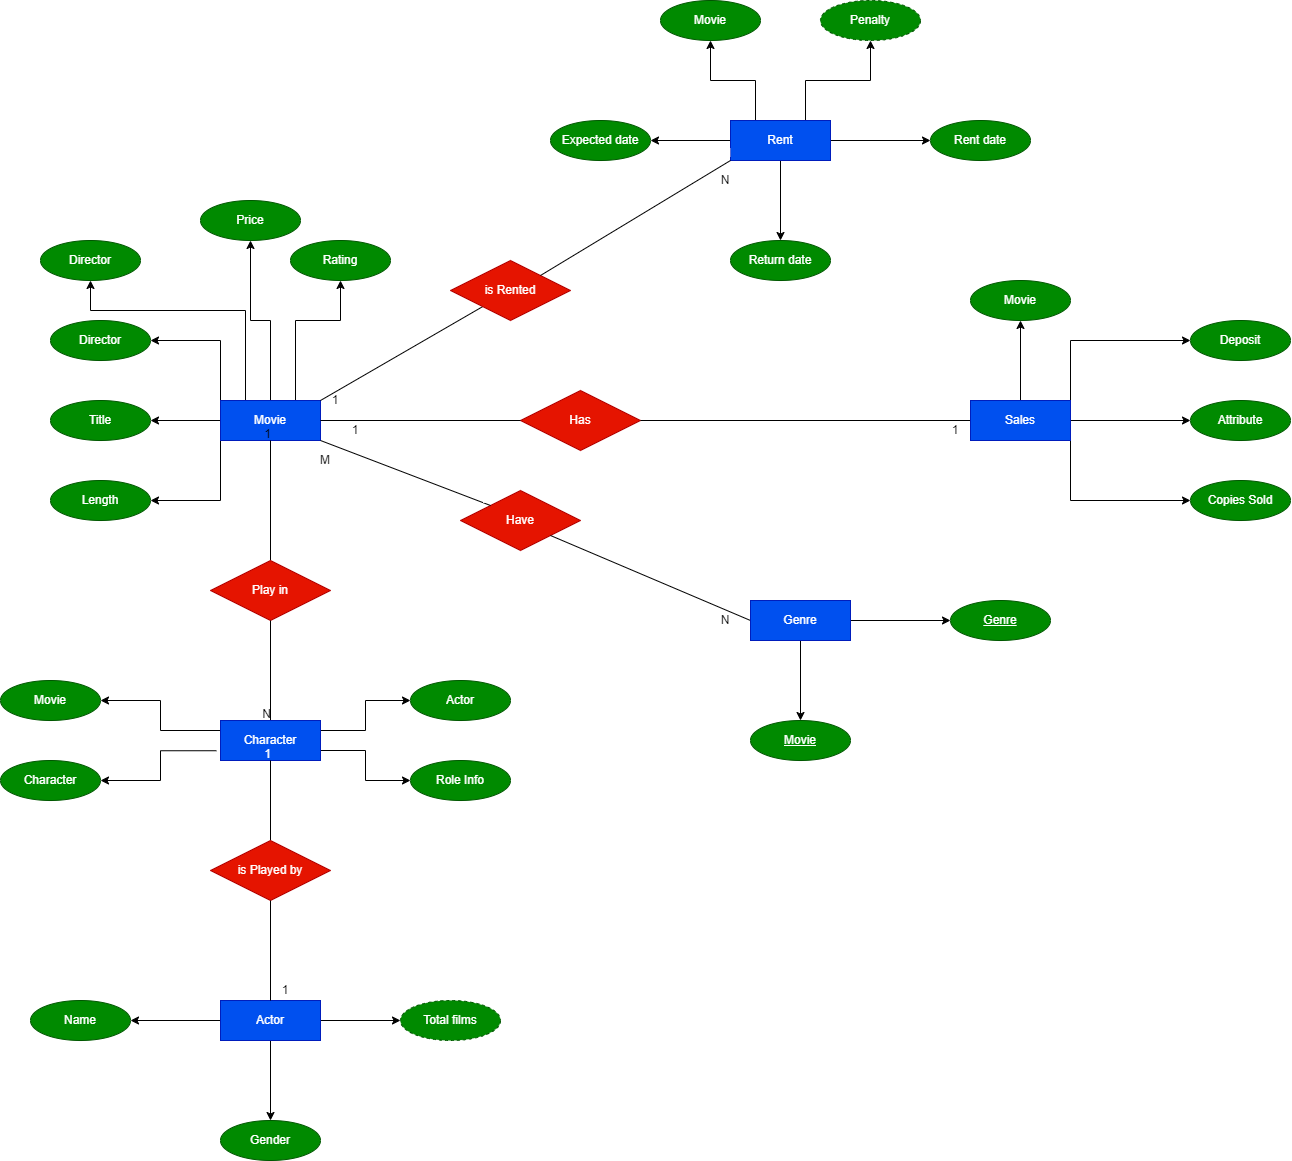 Movie
Penalty
Expected date
Rent
Rent date
N
Price
Director
Rating
Return date
is Rented
Movie
Director
Deposit
1
Title
Movie
1
1
Has
1
Sales
Attribute
M
Length
Have
Copies Sold
Play in
N
Genre
Genre
Movie
Actor
N
Character
1
Movie
Character
Role Info
is Played by
1
Name
Actor
Total films
Gender